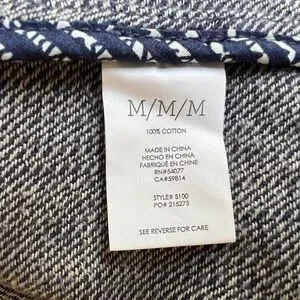 M/M/M
100% COTTON
MADE IN CHINA
HECHO EN CHINA
FABRIQUÉ EN CHINE
RN#54077
CA#59814
STYLE# 5100
PO# 215275
SEE REVERSE FOR CARE